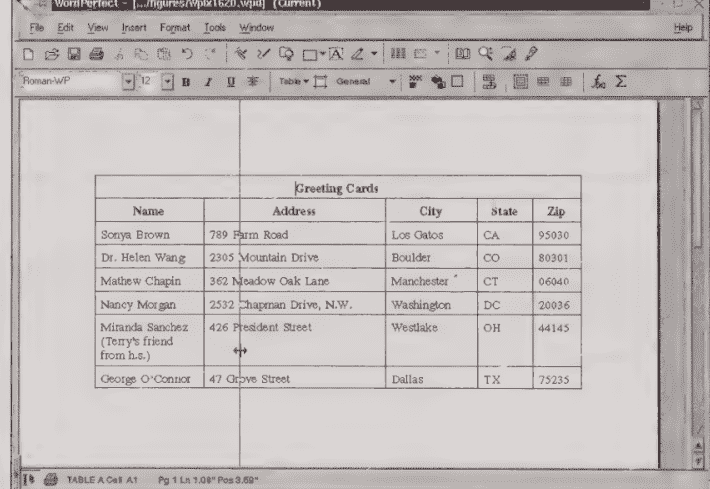 WordPerfect - [.../figures/wpix1620.wpd] (Current)
File Edit View Insert Format Tools Window Help
Roman-WP 12 B I U Table General
Greeting Cards
Name Address City State Zip
Sonya Brown 789 Farm Road Los Gatos CA 95030
Dr. Helen Wang 2305 Mountain Drive Boulder CO 80301
Mathew Chapin 362 Meadow Oak Lane Manchester CT 06040
Nancy Morgan 2532 Chapman Drive, N.W. Washington DC 20036
Miranda Sanchez 426 President Street Westlake OH 44145
(Terry's friend
from h.s.)
George O'Connor 47 Grove Street Dallas TX 75235
TABLE A Cell A1 Pg 1 Ln 1.08" Pos 3.59"